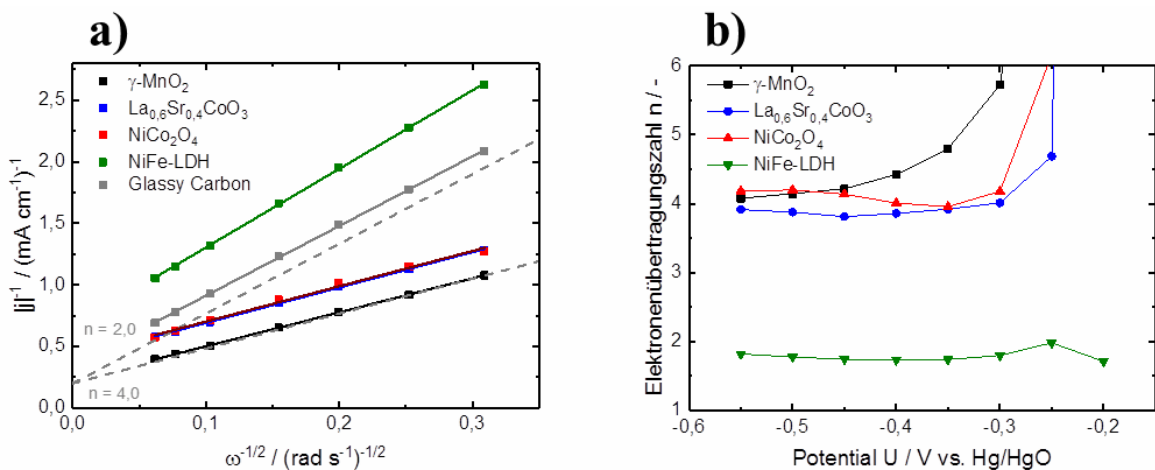 a)
γ-MnO₂
La₀,₆Sr₀,₄CoO₃
NiCo₂O₄
NiFe-LDH
Glassy Carbon
n = 2,0
n = 4,0
|j|⁻¹ / (mA cm⁻¹)⁻¹
2,5
2,0
1,5
1,0
0,5
0,0
0,0 0,1 0,2 0,3
ω⁻¹/² / (rad s⁻¹)⁻¹/²
b)
γ-MnO₂
La₀,₆Sr₀,₄CoO₃
NiCo₂O₄
NiFe-LDH
Elektronenübertragungszahl n / -
6
5
4
3
2
1
-0,6 -0,5 -0,4 -0,3 -0,2
Potential U / V vs. Hg/HgO